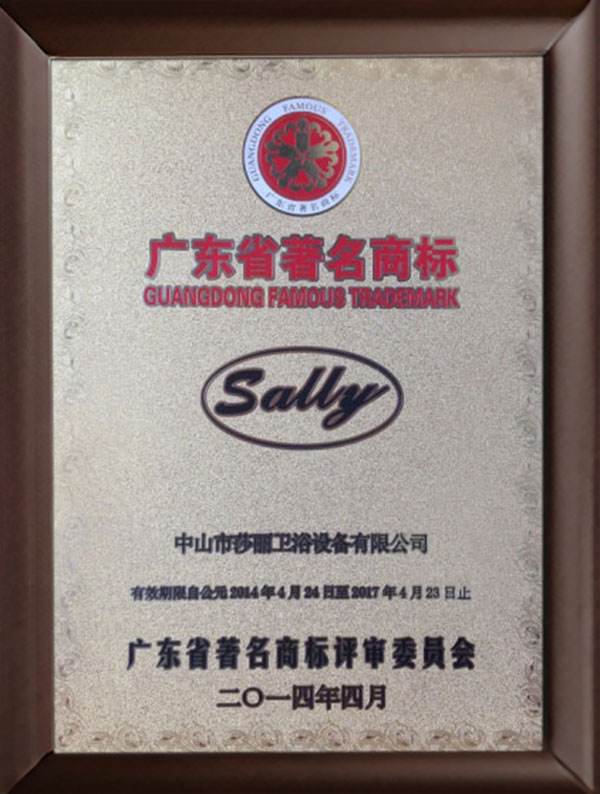 GUANGDONG FAMOUS TRADEMARK
广东省著名商标
广东省著名商标
GUANGDONG FAMOUS TRADEMARK
Sally
中山市莎丽卫浴设备有限公司
有效期限自公元2014年4月24日至2017年4月23日止
广东省著名商标评审委员会
二〇一四年四月